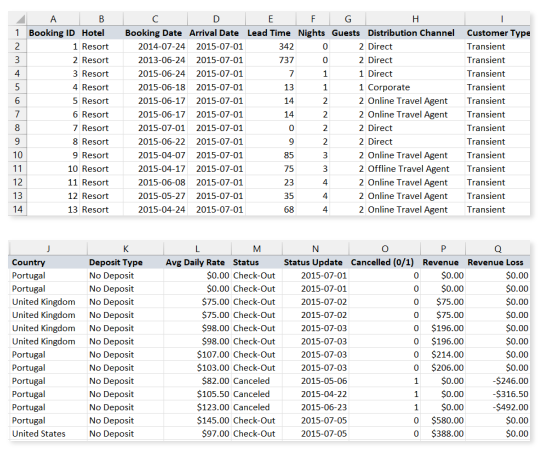 A B C D E F G H I
1 Booking ID Hotel Booking Date Arrival Date Lead Time Nights Guests Distribution Channel Customer Type
2 1 Resort 2014-07-24 2015-07-01 342 0 2 Direct Transient
3 2 Resort 2013-06-24 2015-07-01 737 0 2 Direct Transient
4 3 Resort 2015-06-24 2015-07-01 7 1 1 Direct Transient
5 4 Resort 2015-06-18 2015-07-01 13 1 1 Corporate Transient
6 5 Resort 2015-06-17 2015-07-01 14 2 2 Online Travel Agent Transient
7 6 Resort 2015-06-17 2015-07-01 14 2 2 Online Travel Agent Transient
8 7 Resort 2015-07-01 2015-07-01 0 2 2 Direct Transient
9 8 Resort 2015-06-22 2015-07-01 9 2 2 Direct Transient
10 9 Resort 2015-04-07 2015-07-01 85 3 2 Online Travel Agent Transient
11 10 Resort 2015-04-17 2015-07-01 75 3 2 Offline Travel Agent Transient
12 11 Resort 2015-06-08 2015-07-01 23 4 2 Online Travel Agent Transient
13 12 Resort 2015-05-27 2015-07-01 35 4 2 Online Travel Agent Transient
14 13 Resort 2015-04-24 2015-07-01 68 4 2 Online Travel Agent Transient
J K L M N O P Q
Country Deposit Type Avg Daily Rate Status Status Update Cancelled (0/1) Revenue Revenue Loss
Portugal No Deposit $0.00 Check-Out 2015-07-01 0 $0.00 $0.00
Portugal No Deposit $0.00 Check-Out 2015-07-01 0 $0.00 $0.00
United Kingdom No Deposit $75.00 Check-Out 2015-07-02 0 $75.00 $0.00
United Kingdom No Deposit $75.00 Check-Out 2015-07-02 0 $75.00 $0.00
United Kingdom No Deposit $98.00 Check-Out 2015-07-03 0 $196.00 $0.00
United Kingdom No Deposit $98.00 Check-Out 2015-07-03 0 $196.00 $0.00
Portugal No Deposit $107.00 Check-Out 2015-07-03 0 $214.00 $0.00
Portugal No Deposit $103.00 Check-Out 2015-07-03 0 $206.00 $0.00
Portugal No Deposit $82.00 Canceled 2015-05-06 1 $0.00 -$246.00
Portugal No Deposit $105.50 Canceled 2015-04-22 1 $0.00 -$316.50
Portugal No Deposit $123.00 Canceled 2015-06-23 1 $0.00 -$492.00
Portugal No Deposit $145.00 Check-Out 2015-07-05 0 $580.00 $0.00
United States No Deposit $97.00 Check-Out 2015-07-05 0 $388.00 $0.00